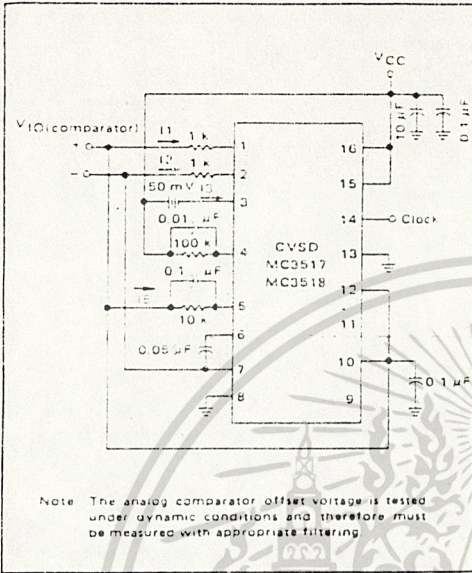 VCC
VIO(comparator)
I1
1 k
1
16
10 µF
0.1 µF
1 k
2
15
50 mV
I3
3
14
Clock
0.01 µF
100 k
4
CVSD
MC3517
MC3518
13
0.1 µF
12
10 k
5
11
6
0.05 µF
10
0.1 µF
7
8
9
Note The analog comparator offset voltage is tested
under dynamic conditions and therefore must
be measured with appropriate filtering.